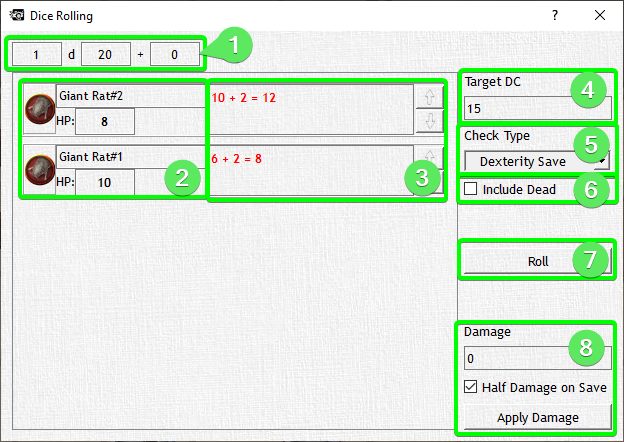 Dice Rolling ? ×
1 d 20 + 0 1
Giant Rat#2 10 + 2 = 12
HP: 8
Giant Rat#1 6 + 2 = 8
HP: 10 2 3
Target DC 4
15
Check Type 5
Dexterity Save
Include Dead 6
Roll 7
Damage 8
0
Half Damage on Save
Apply Damage